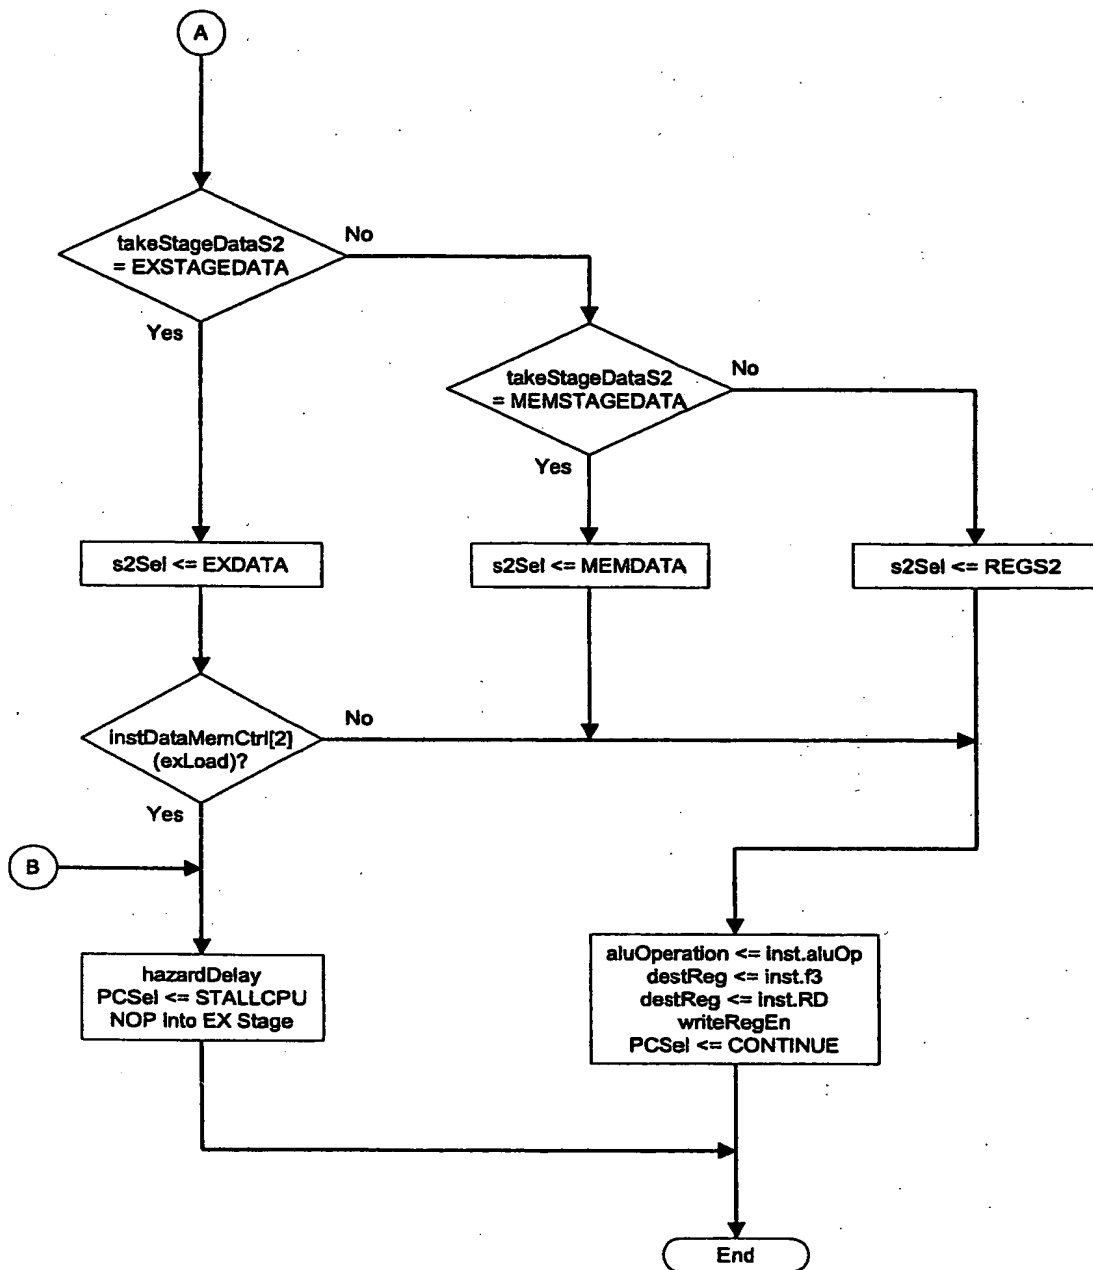 A
takeStageDataS2
= EXSTAGEDATA
No
Yes
takeStageDataS2
= MEMSTAGEDATA
No
Yes
s2Sel <= EXDATA
s2Sel <= MEMDATA
s2Sel <= REGS2
instDataMemCtrl[2]
(exLoad)?
No
Yes
B
hazardDelay
PCSel <= STALLCPU
NOP into EX Stage
aluOperation <= inst.aluOp
destReg <= inst.f3
destReg <= inst.RD
writeRegEn
PCSel <= CONTINUE
End